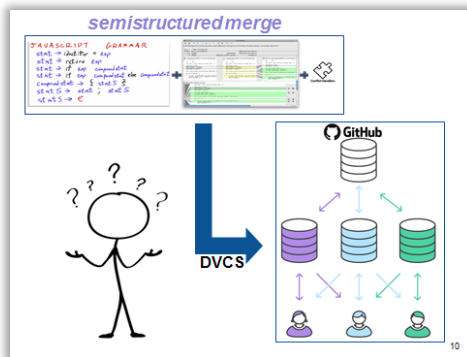 semistructured merge
JAVASCRIPT GRAMMAR
stmt → identifier = exp
stmt → return exp
stmt → if exp compoundstmt
stmt → if exp compoundstmt else compoundstmt
compoundstmt → { stmtS }
stmtS → stmt ; stmtS
stmtS → ε
+
+
GitHub
? ? ? ? ?
DVCS
10